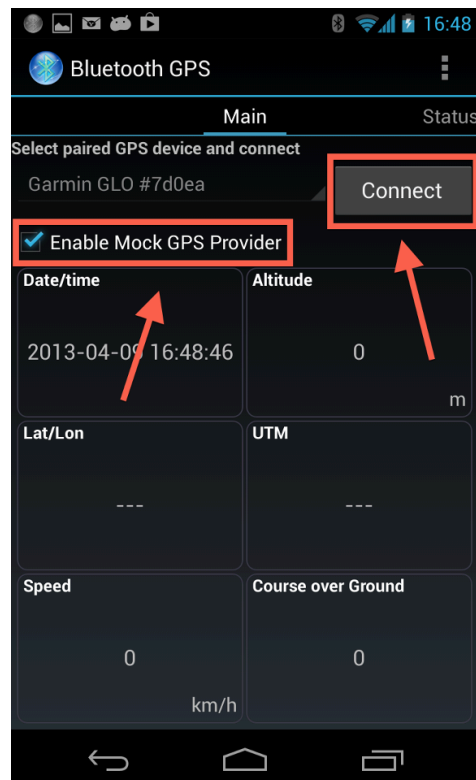 16:48
Bluetooth GPS
Main
Status
Select paired GPS device and connect
Garmin GLO #7d0ea
Connect
Enable Mock GPS Provider
Date/time
Altitude
2013-04-09 16:48:46
0
m
Lat/Lon
UTM
---
---
Speed
Course over Ground
0
0
km/h